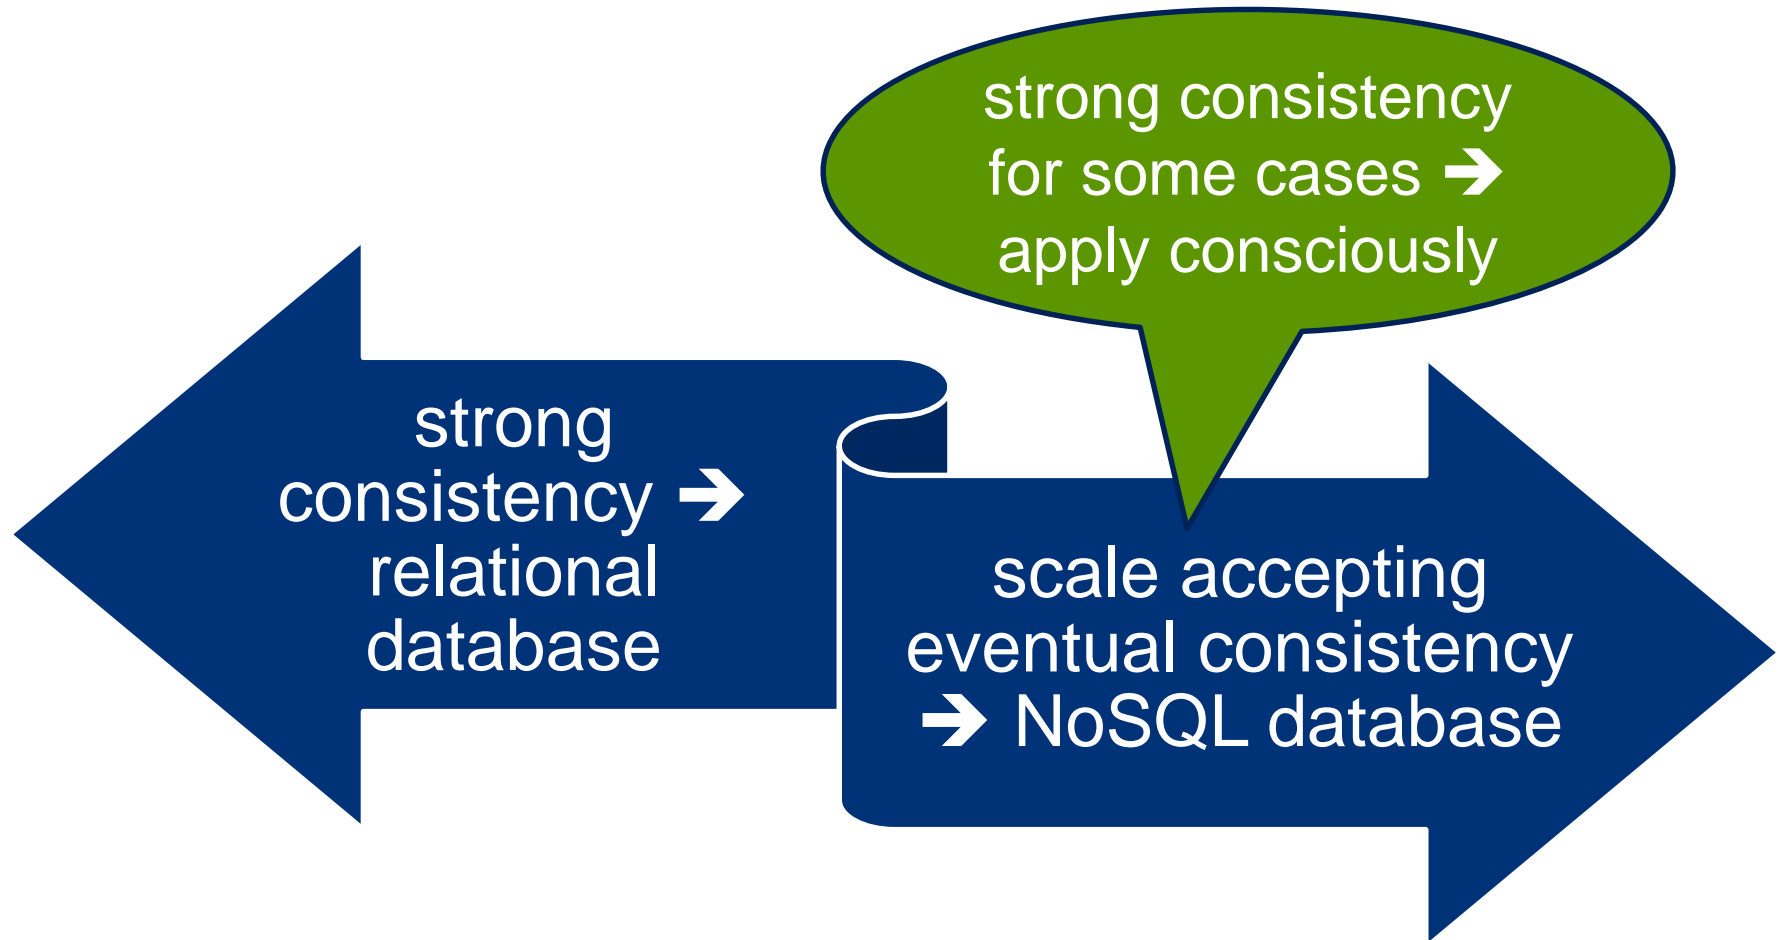 strong consistency
for some cases ➔
apply consciously
strong
consistency ➔
relational
database
scale accepting
eventual consistency
➔ NoSQL database